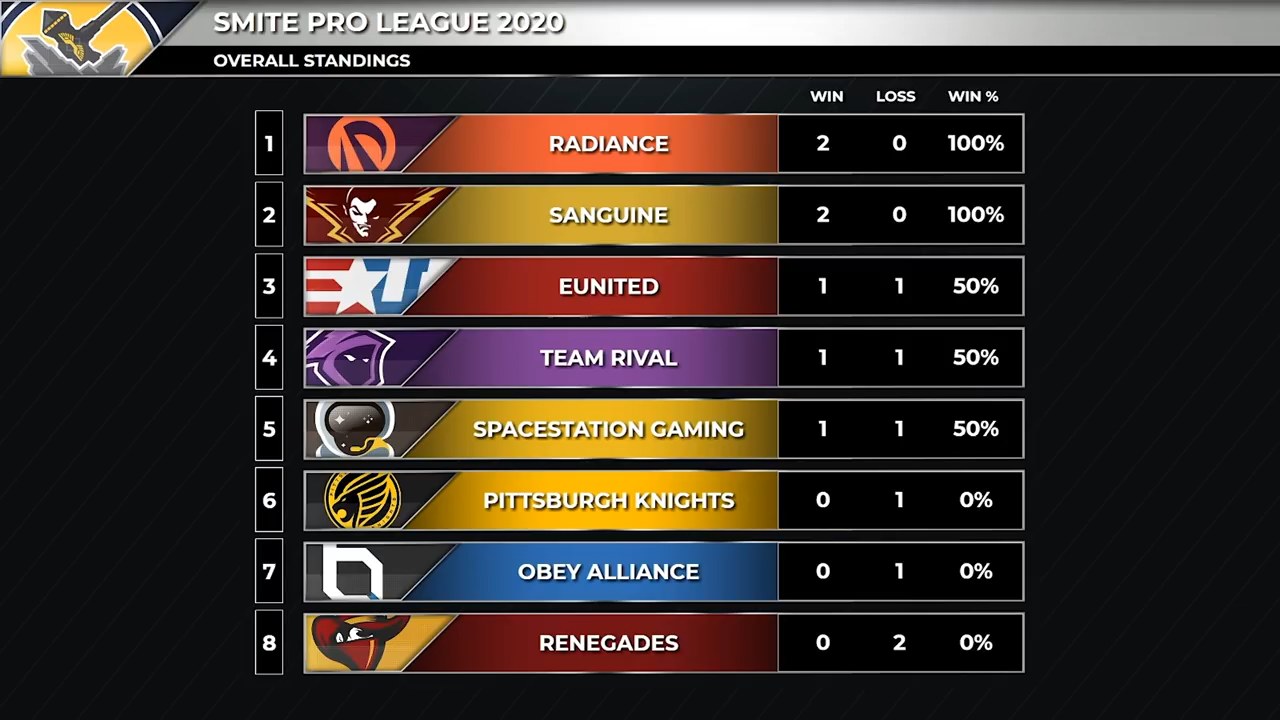 SMITE PRO LEAGUE 2020
OVERALL STANDINGS
WIN LOSS WIN %
1 RADIANCE 2 0 100%
2 SANGUINE 2 0 100%
3 EUNITED 1 1 50%
4 TEAM RIVAL 1 1 50%
5 SPACESTATION GAMING 1 1 50%
6 PITTSBURGH KNIGHTS 0 1 0%
7 OBEY ALLIANCE 0 1 0%
8 RENEGADES 0 2 0%